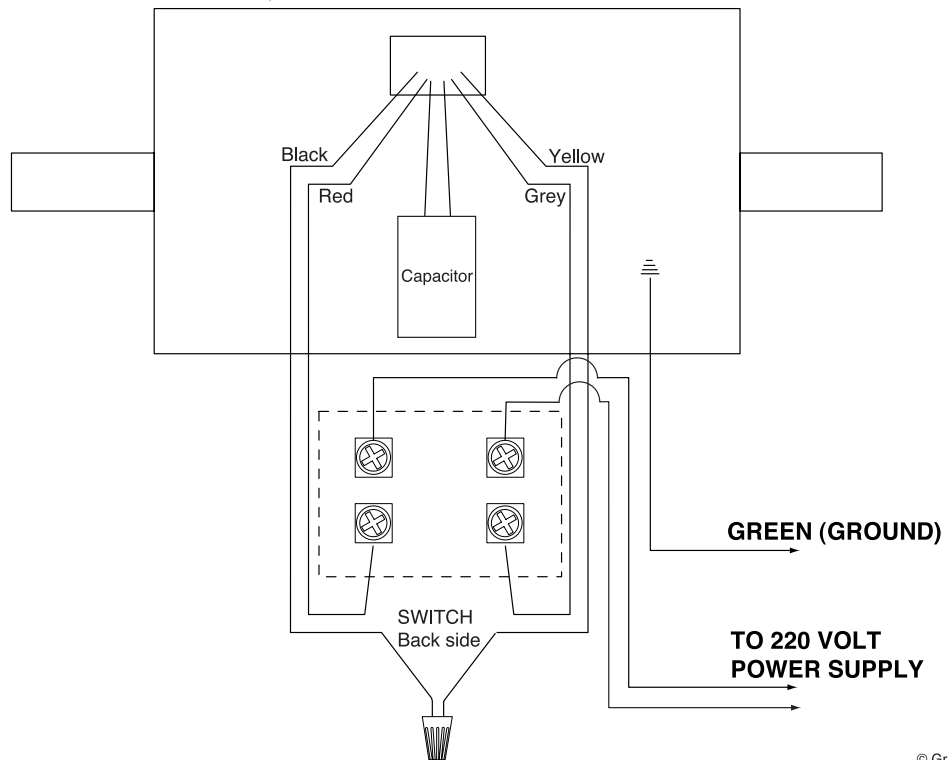 Black
Yellow
Red
Grey
Capacitor
GREEN (GROUND)
SWITCH
Back side
TO 220 VOLT
POWER SUPPLY
©